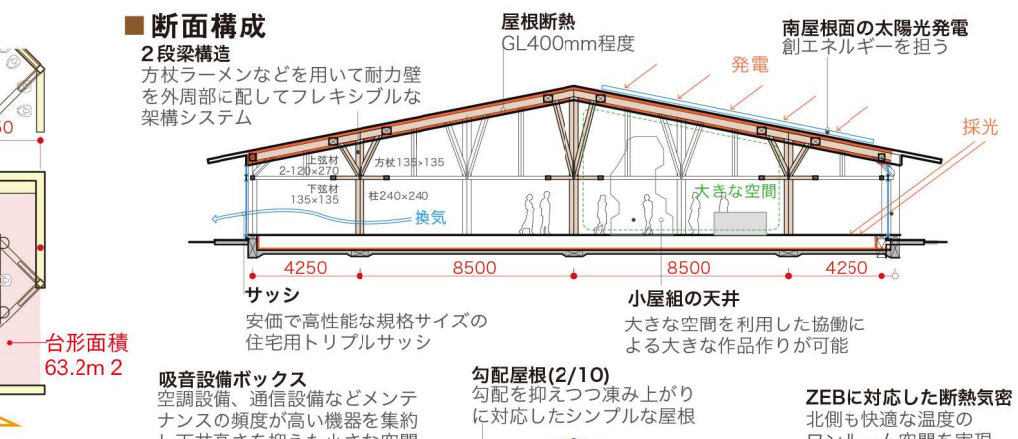 ■断面構成
2段梁構造
方杖ラーメンなどを用いて耐力壁
を外周部に配してフレキシブルな
架構システム
屋根断熱
GL400mm程度
南屋根面の太陽光発電
創エネルギーを担う
発電
採光
上弦材
2-120×270
方杖135×135
下弦材
135×135
柱240×240
大きな空間
換気
4250 8500 8500 4250
サッシ
安価で高性能な規格サイズの
住宅用トリプルサッシ
小屋組の天井
大きな空間を利用した協働に
よる大きな作品作りが可能
台形面積
63.2m 2
吸音設備ボックス
空調設備、通信設備などメンテ
ナンスの頻度が高い機器を集約
勾配屋根(2/10)
勾配を抑えつつ凍み上がり
に対応したシンプルな屋根
ZEBに対応した断熱気密
北側も快適な温度の